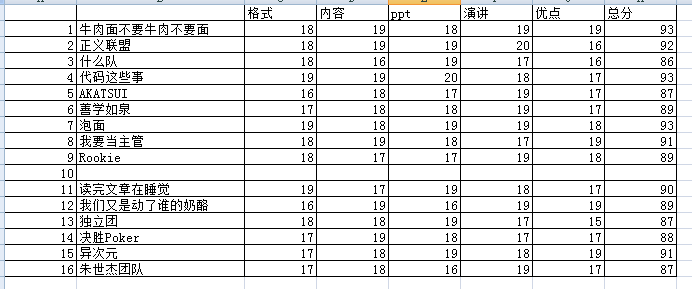 格式 内容 ppt 演讲 优点 总分
1 牛肉面不要牛肉不要面 18 19 18 19 19 93
2 正义联盟 18 19 19 20 16 92
3 什么队 18 16 19 17 16 86
4 代码这些事 19 19 20 18 17 93
5 AKATSUI 16 18 17 19 17 87
6 善学如泉 17 18 18 19 17 89
7 泡面 19 18 19 19 18 93
8 我要当主管 18 19 18 17 19 91
9 Rookie 18 17 17 19 18 89
10
11 读完文章在睡觉 19 17 19 18 17 90
12 我们又是动了谁的奶酪 16 19 16 19 19 89
13 独立团 18 18 19 17 15 87
14 决胜Poker 17 19 18 17 17 88
15 异次元 17 18 19 18 19 91
16 朱世杰团队 17 18 16 19 17 87